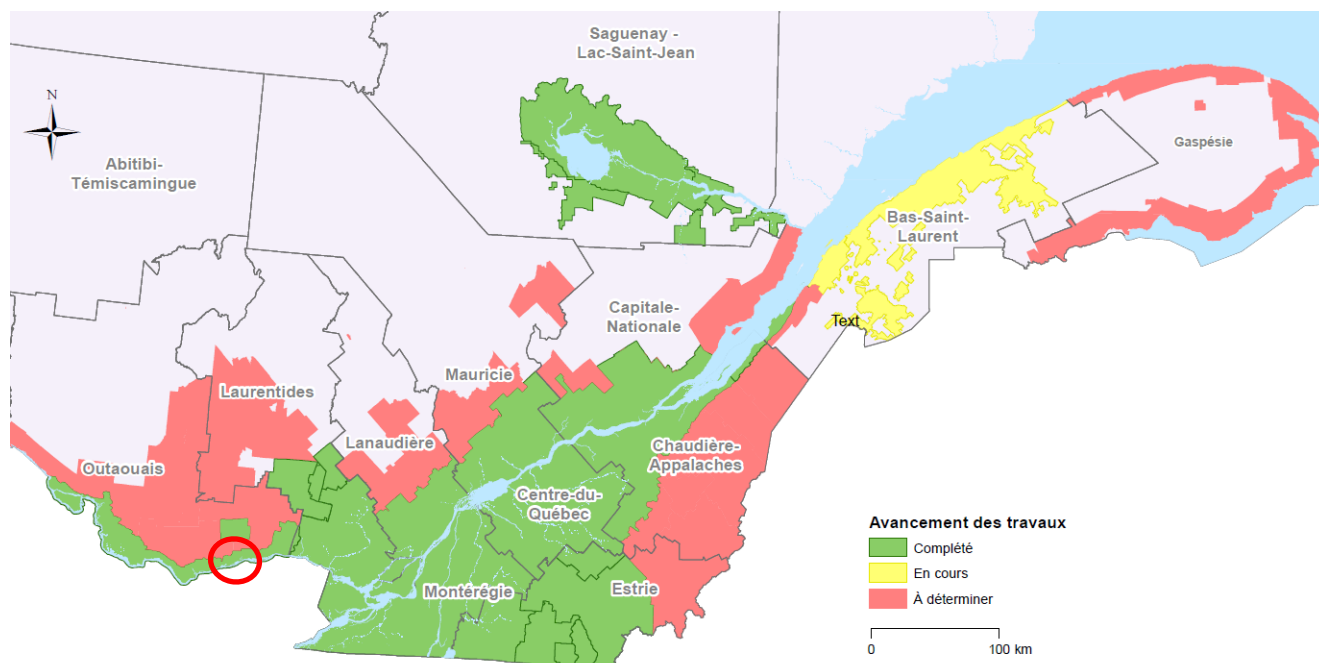 Saguenay -
Lac-Saint-Jean
N
Abitibi-
Témiscamingue
Gaspésie
Bas-Saint-
Laurent
Capitale-
Nationale
Text
Mauricie
Laurentides
Lanaudière
Chaudière-
Appalaches
Outaouais
Centre-du-
Québec
Montérégie
Estrie
Avancement des travaux
Complété
En cours
À déterminer
0 100 km